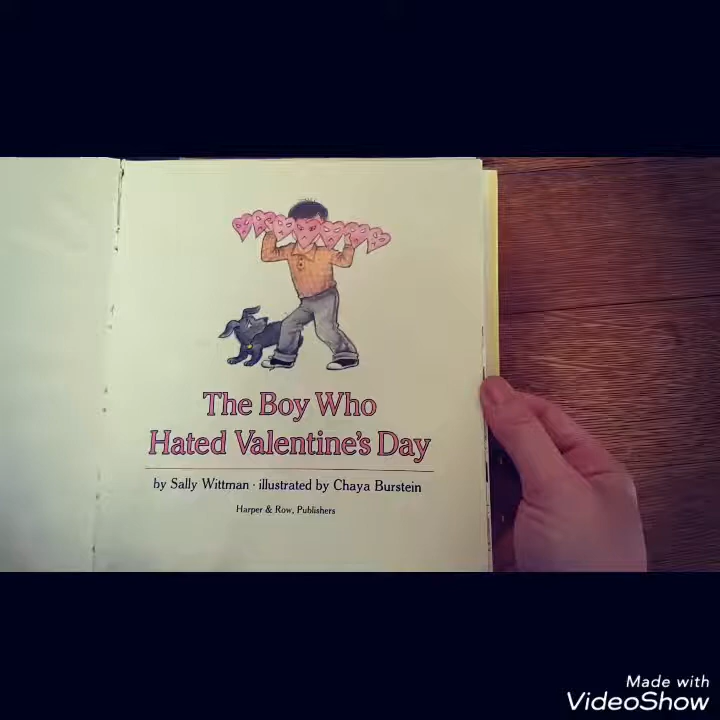 The Boy Who
Hated Valentine's Day
by Sally Wittman · illustrated by Chaya Burstein
Harper & Row, Publishers
Made with
VideoShow